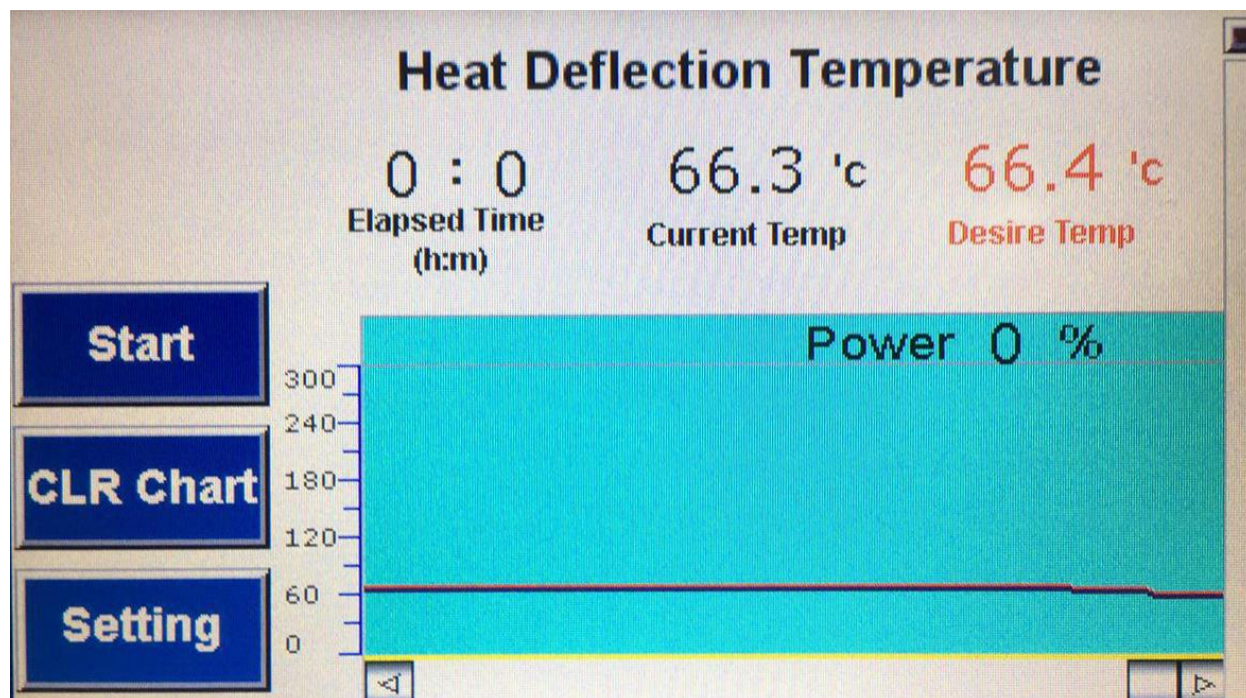 Heat Deflection Temperature
0 : 0
Elapsed Time
(h:m)
66.3 'c
Current Temp
66.4 'c
Desire Temp
Start
CLR Chart
Setting
Power 0 %
300
240
180
120
60
0